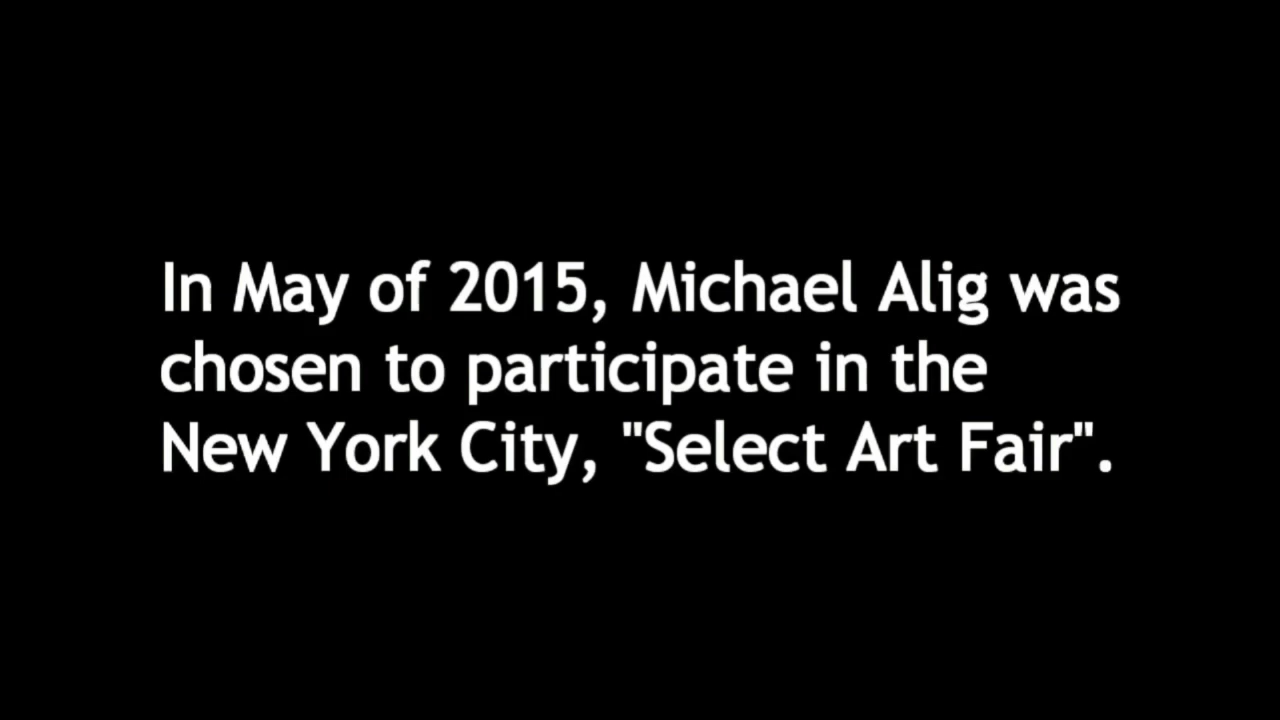 In May of 2015, Michael Alig was
chosen to participate in the
New York City, "Select Art Fair".